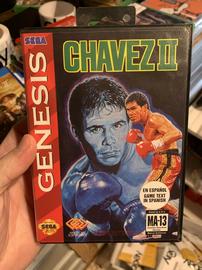 SEGA
GENESIS
CHAVEZ II
EN ESPAÑOL
GAME TEXT
IN SPANISH
MA-13
SEGA